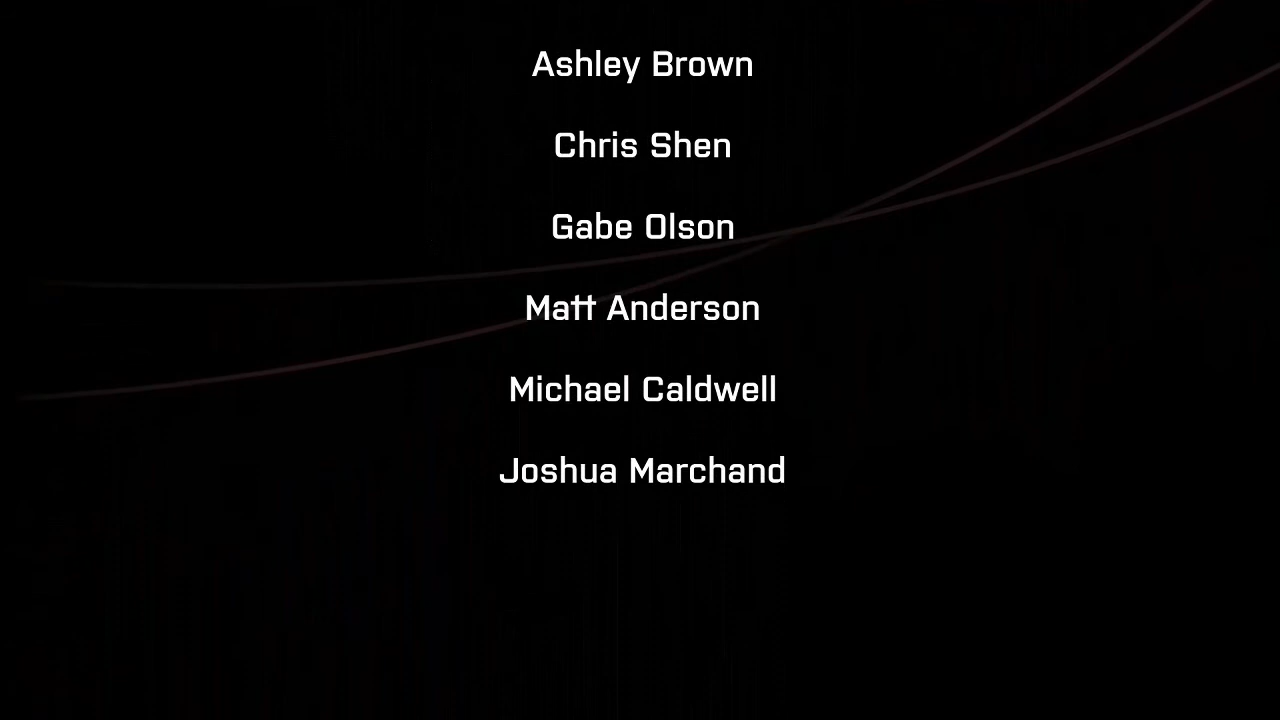 Ashley Brown
Chris Shen
Gabe Olson
Matt Anderson
Michael Caldwell
Joshua Marchand